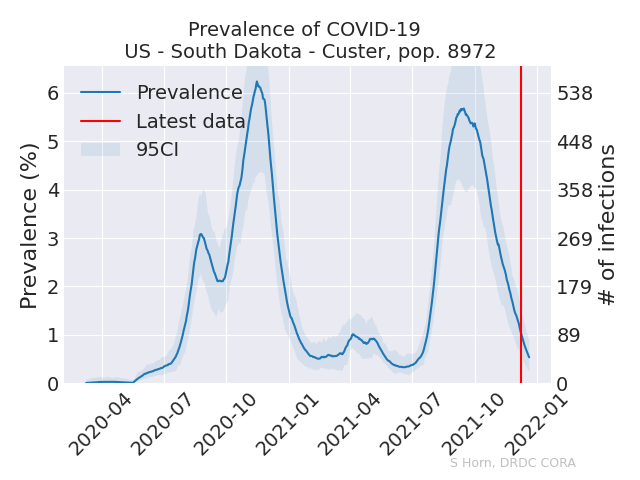 Prevalence of COVID-19
US - South Dakota - Custer, pop. 8972
Prevalence
Latest data
95CI
Prevalence (%)
6
5
4
3
2
1
0
538
448
358
269
179
89
0
# of infections
2020-04
2020-07
2020-10
2021-01
2021-04
2021-07
2021-10
2022-01
S Horn, DRDC CORA